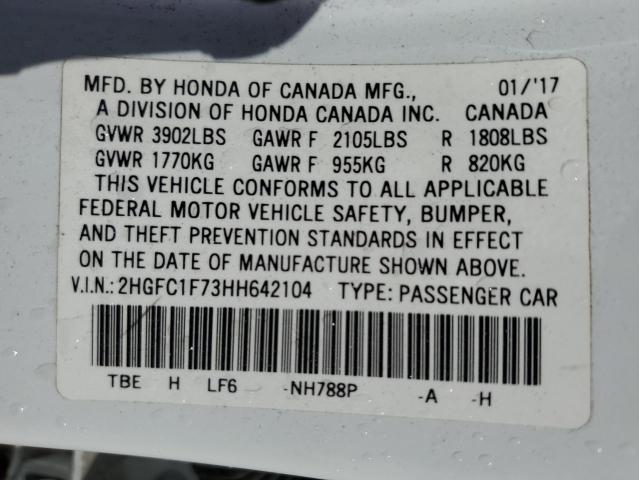 MFD. BY HONDA OF CANADA MFG., 01/'17
A DIVISION OF HONDA CANADA INC. CANADA
GVWR 3902LBS GAWR F 2105LBS R 1808LBS
GVWR 1770KG GAWR F 955KG R 820KG
THIS VEHICLE CONFORMS TO ALL APPLICABLE
FEDERAL MOTOR VEHICLE SAFETY, BUMPER,
AND THEFT PREVENTION STANDARDS IN EFFECT
ON THE DATE OF MANUFACTURE SHOWN ABOVE.
V.I.N.:2HGFC1F73HH642104 TYPE: PASSENGER CAR
TBE H LF6 -NH788P -A -H